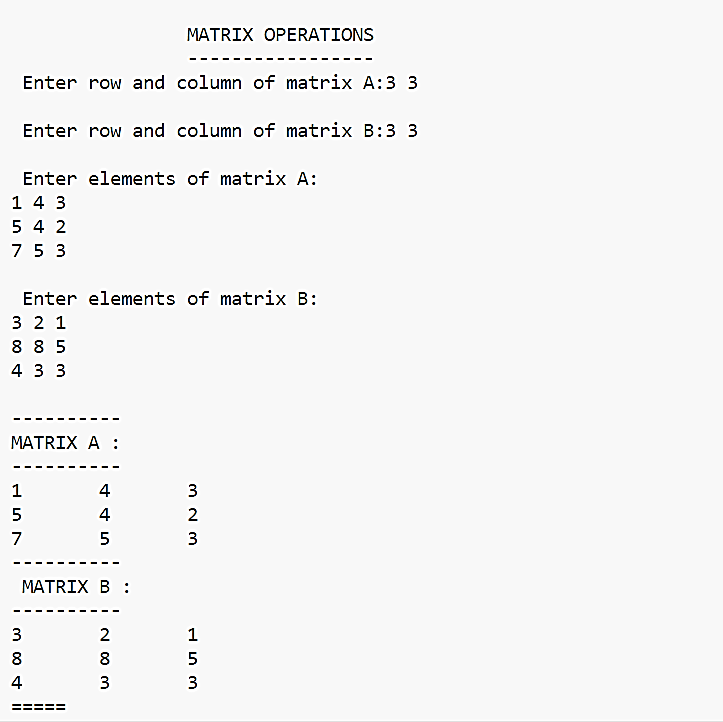 MATRIX OPERATIONS
-----------------
Enter row and column of matrix A:3 3
Enter row and column of matrix B:3 3
Enter elements of matrix A:
1 4 3
5 4 2
7 5 3
Enter elements of matrix B:
3 2 1
8 8 5
4 3 3
----------
MATRIX A :
----------
1 4 3
5 4 2
7 5 3
----------
MATRIX B :
----------
3 2 1
8 8 5
4 3 3
=====